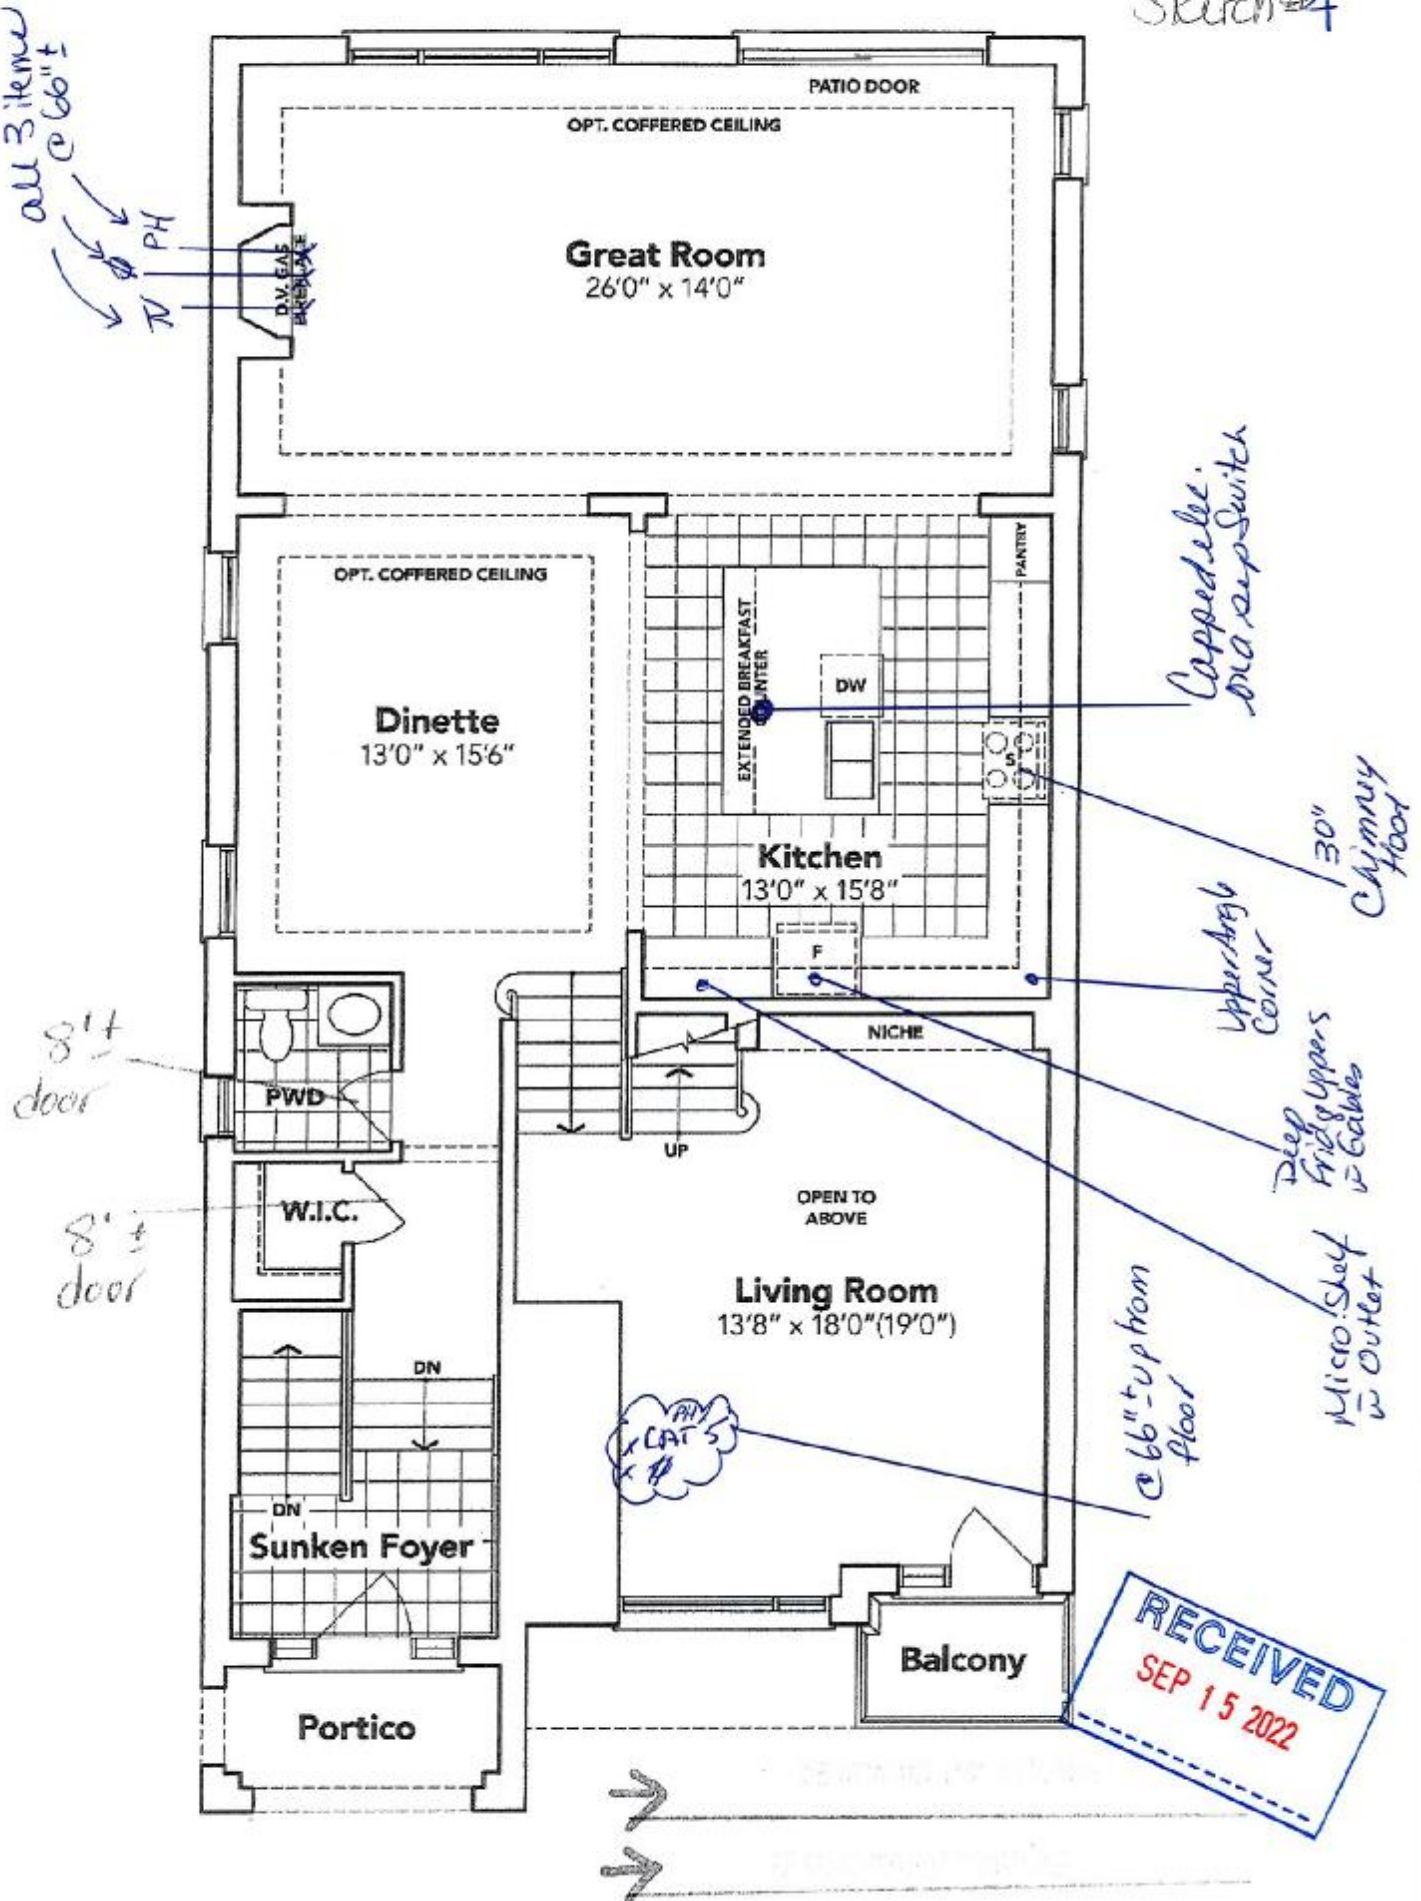 Sketch #4
all 3 items
@ 66"±
PH
TV
PATIO DOOR
OPT. COFFERED CEILING
D.V. GAS
FIREPLACE
Great Room
26'0" x 14'0"
OPT. COFFERED CEILING
Dinette
13'0" x 15'6"
PANTRY
EXTENDED BREAKFAST
COUNTER
DW
S
Kitchen
13'0" x 15'8"
F
Capped elec.
on a sep Switch
30"
Chimney
Hood
Upper Angle
Corner
Deep
Fridge Uppers
w Gables
Micro. Shelf
w Outlet
NICHE
8'±
door
PWD
UP
W.I.C.
8'±
door
OPEN TO
ABOVE
Living Room
13'8" x 18'0"(19'0")
DN
PH
x CAT 5
x
@ 66"± up from
floor
DN
Sunken Foyer
Balcony
Portico
RECEIVED
SEP 15 2022